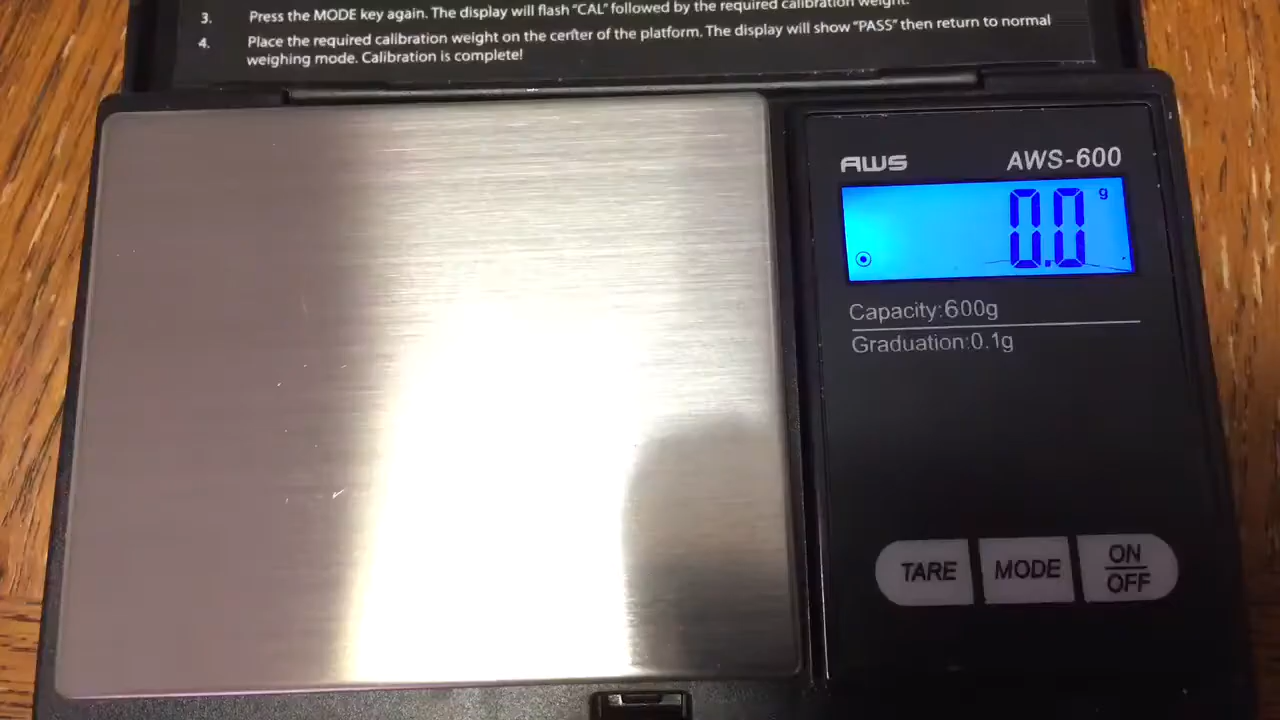 3. Press the MODE key again. The display will flash "CAL" followed by the required calibration weight.
4. Place the required calibration weight on the center of the platform. The display will show "PASS" then return to normal
weighing mode. Calibration is complete!
AWS AWS-600
0.0 g
Capacity:600g
Graduation:0.1g
TARE MODE ON
OFF